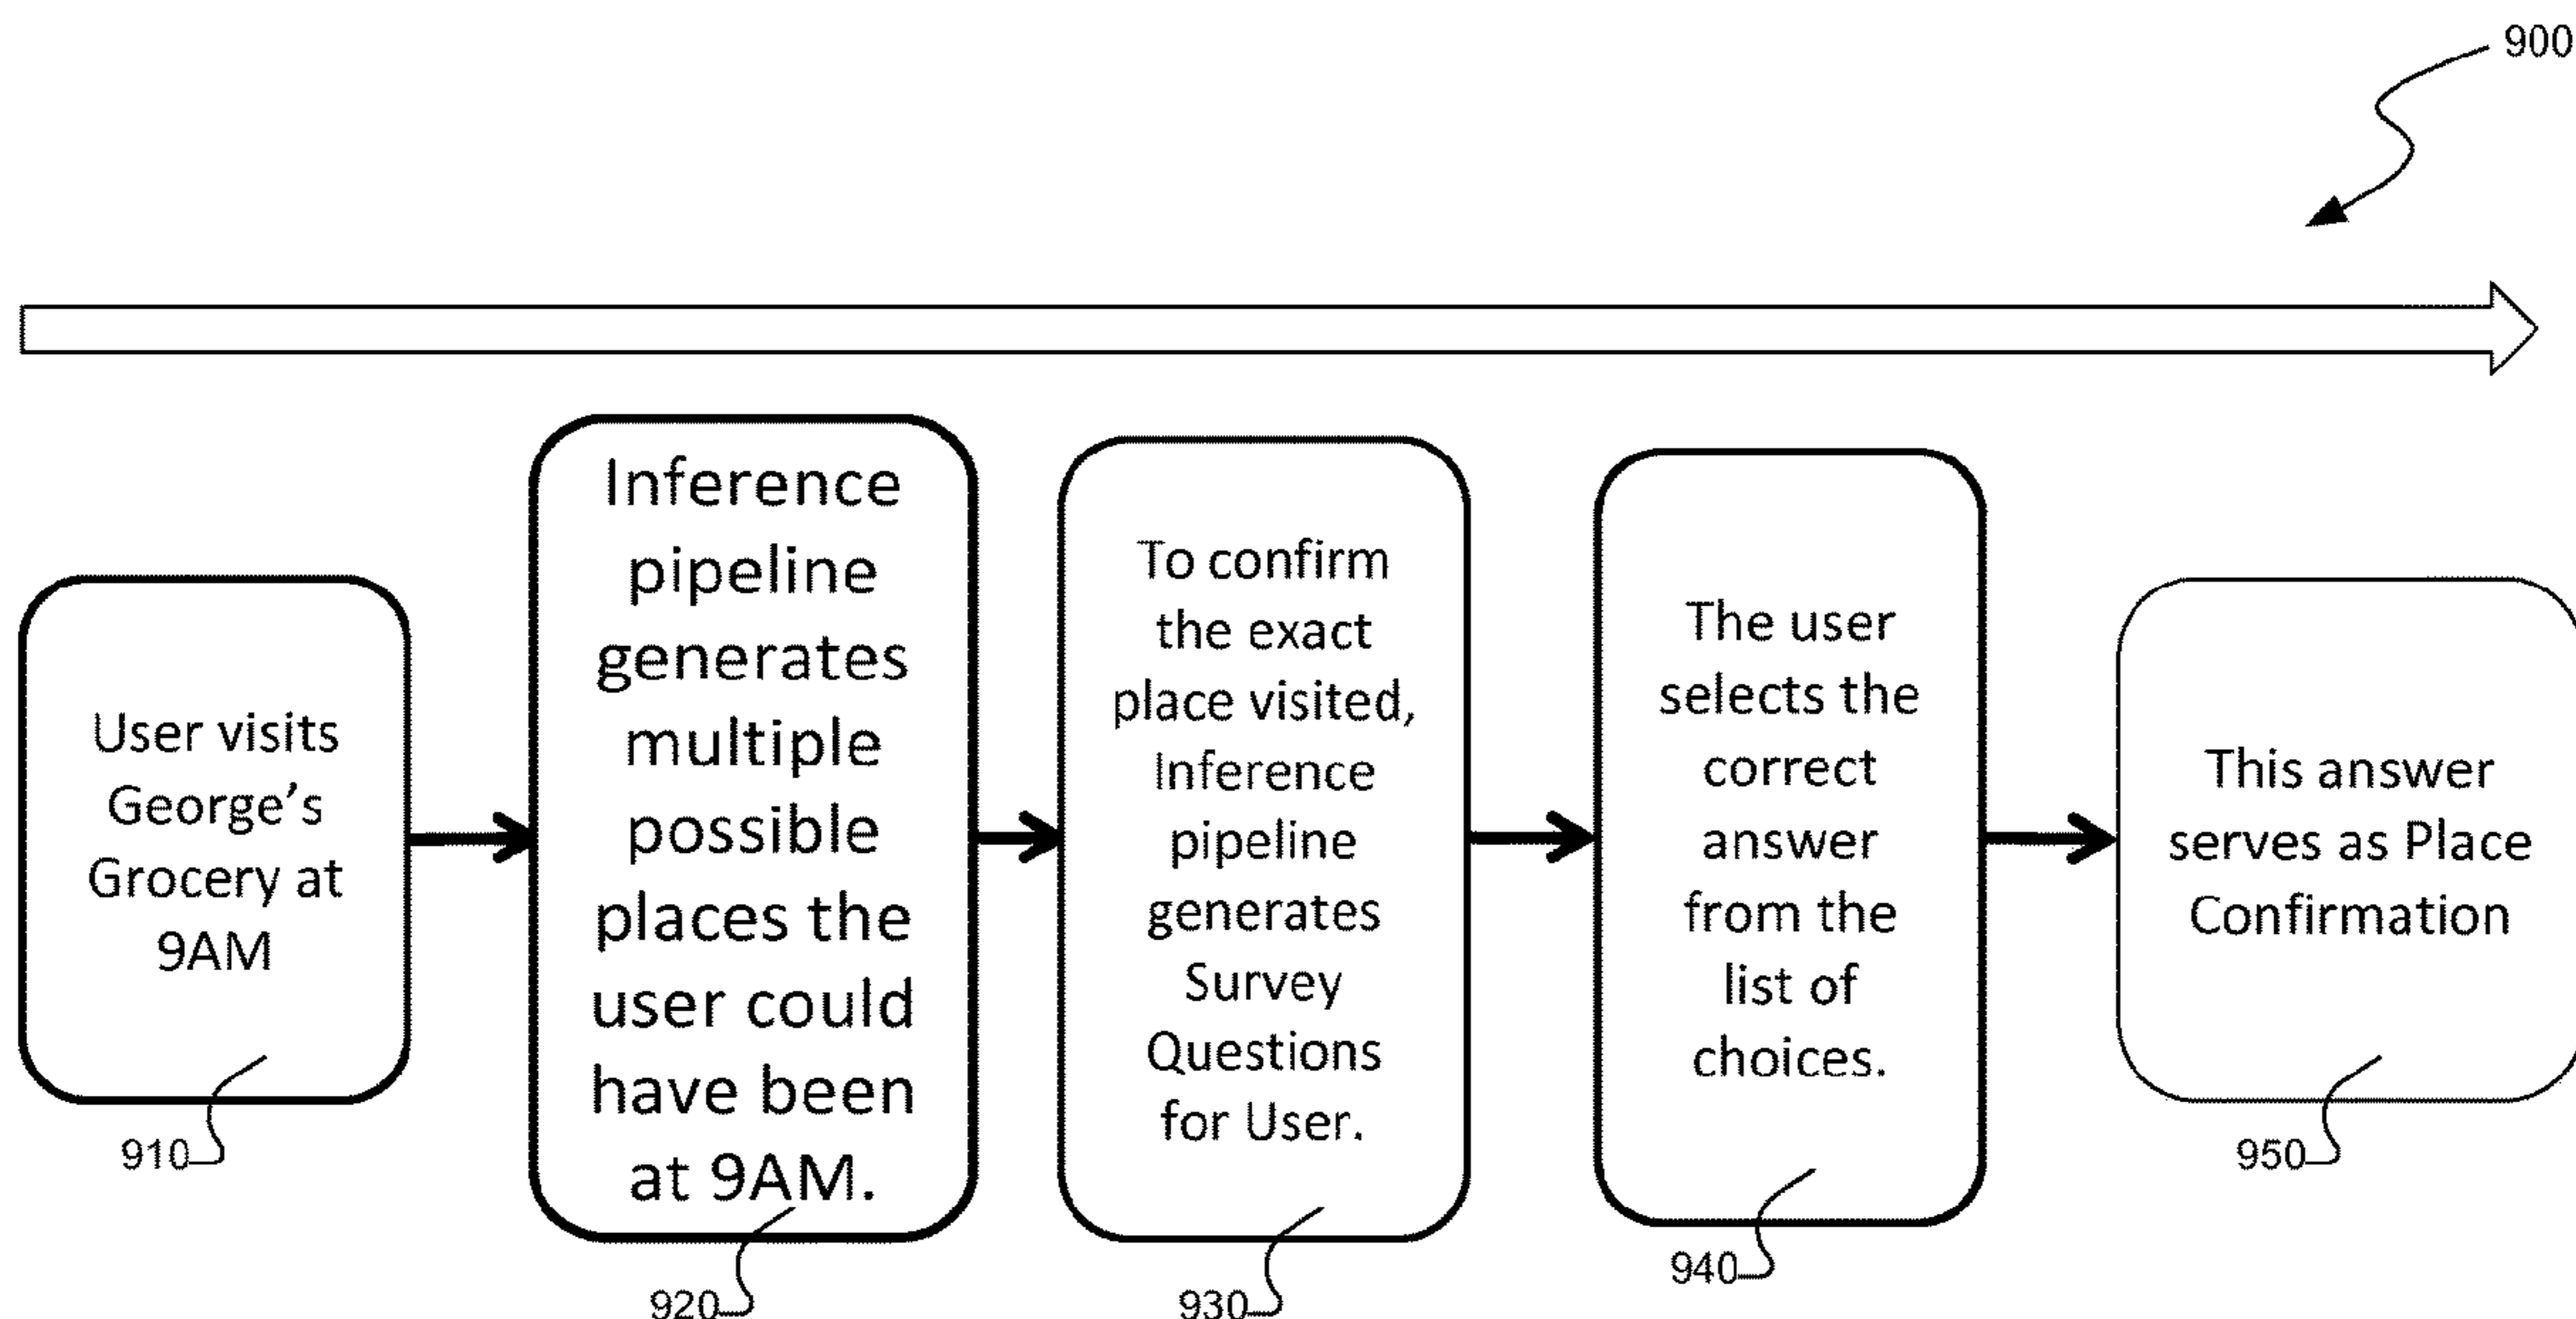 900
User visits
George’s
Grocery at
9AM
910
Inference
pipeline
generates
multiple
possible
places the
user could
have been
at 9AM.
920
To confirm
the exact
place visited,
Inference
pipeline
generates
Survey
Questions
for User.
930
The user
selects the
correct
answer
from the
list of
choices.
940
This answer
serves as Place
Confirmation
950